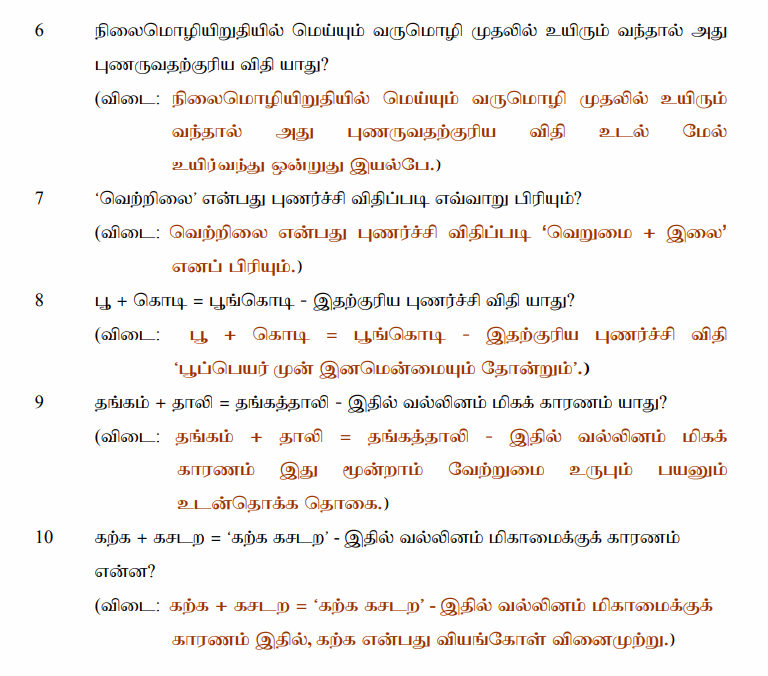 6 நிலைமொழியிறுதியில் மெய்யும் வருமொழி முதலில் உயிரும் வந்தால் அது
புணருவதற்குரிய விதி யாது?
(விடை: நிலைமொழியிறுதியில் மெய்யும் வருமொழி முதலில் உயிரும்
வந்தால் அது புணருவதற்குரிய விதி உடல் மேல்
உயிர்வந்து ஒன்றுது இயல்பே.)
7 ‘வெற்றிலை’ என்பது புணர்ச்சி விதிப்படி எவ்வாறு பிரியும்?
(விடை: வெற்றிலை என்பது புணர்ச்சி விதிப்படி ‘வெறுமை + இலை’
எனப் பிரியும்.)
8 பூ + கொடி = பூங்கொடி - இதற்குரிய புணர்ச்சி விதி யாது?
(விடை: பூ + கொடி = பூங்கொடி - இதற்குரிய புணர்ச்சி விதி
‘பூப்பெயர் முன் இனமென்மையும் தோன்றும்’.)
9 தங்கம் + தாலி = தங்கத்தாலி - இதில் வல்லினம் மிகக் காரணம் யாது?
(விடை: தங்கம் + தாலி = தங்கத்தாலி - இதில் வல்லினம் மிகக்
காரணம் இது மூன்றாம் வேற்றுமை உருபும் பயனும்
உடன்தொக்க தொகை.)
10 கற்க + கசடற = ‘கற்க கசடற’ - இதில் வல்லினம் மிகாமைக்குக் காரணம்
என்ன?
(விடை: கற்க + கசடற = ‘கற்க கசடற’ - இதில் வல்லினம் மிகாமைக்குக்
காரணம் இதில், கற்க என்பது வியங்கோள் வினைமுற்று.)